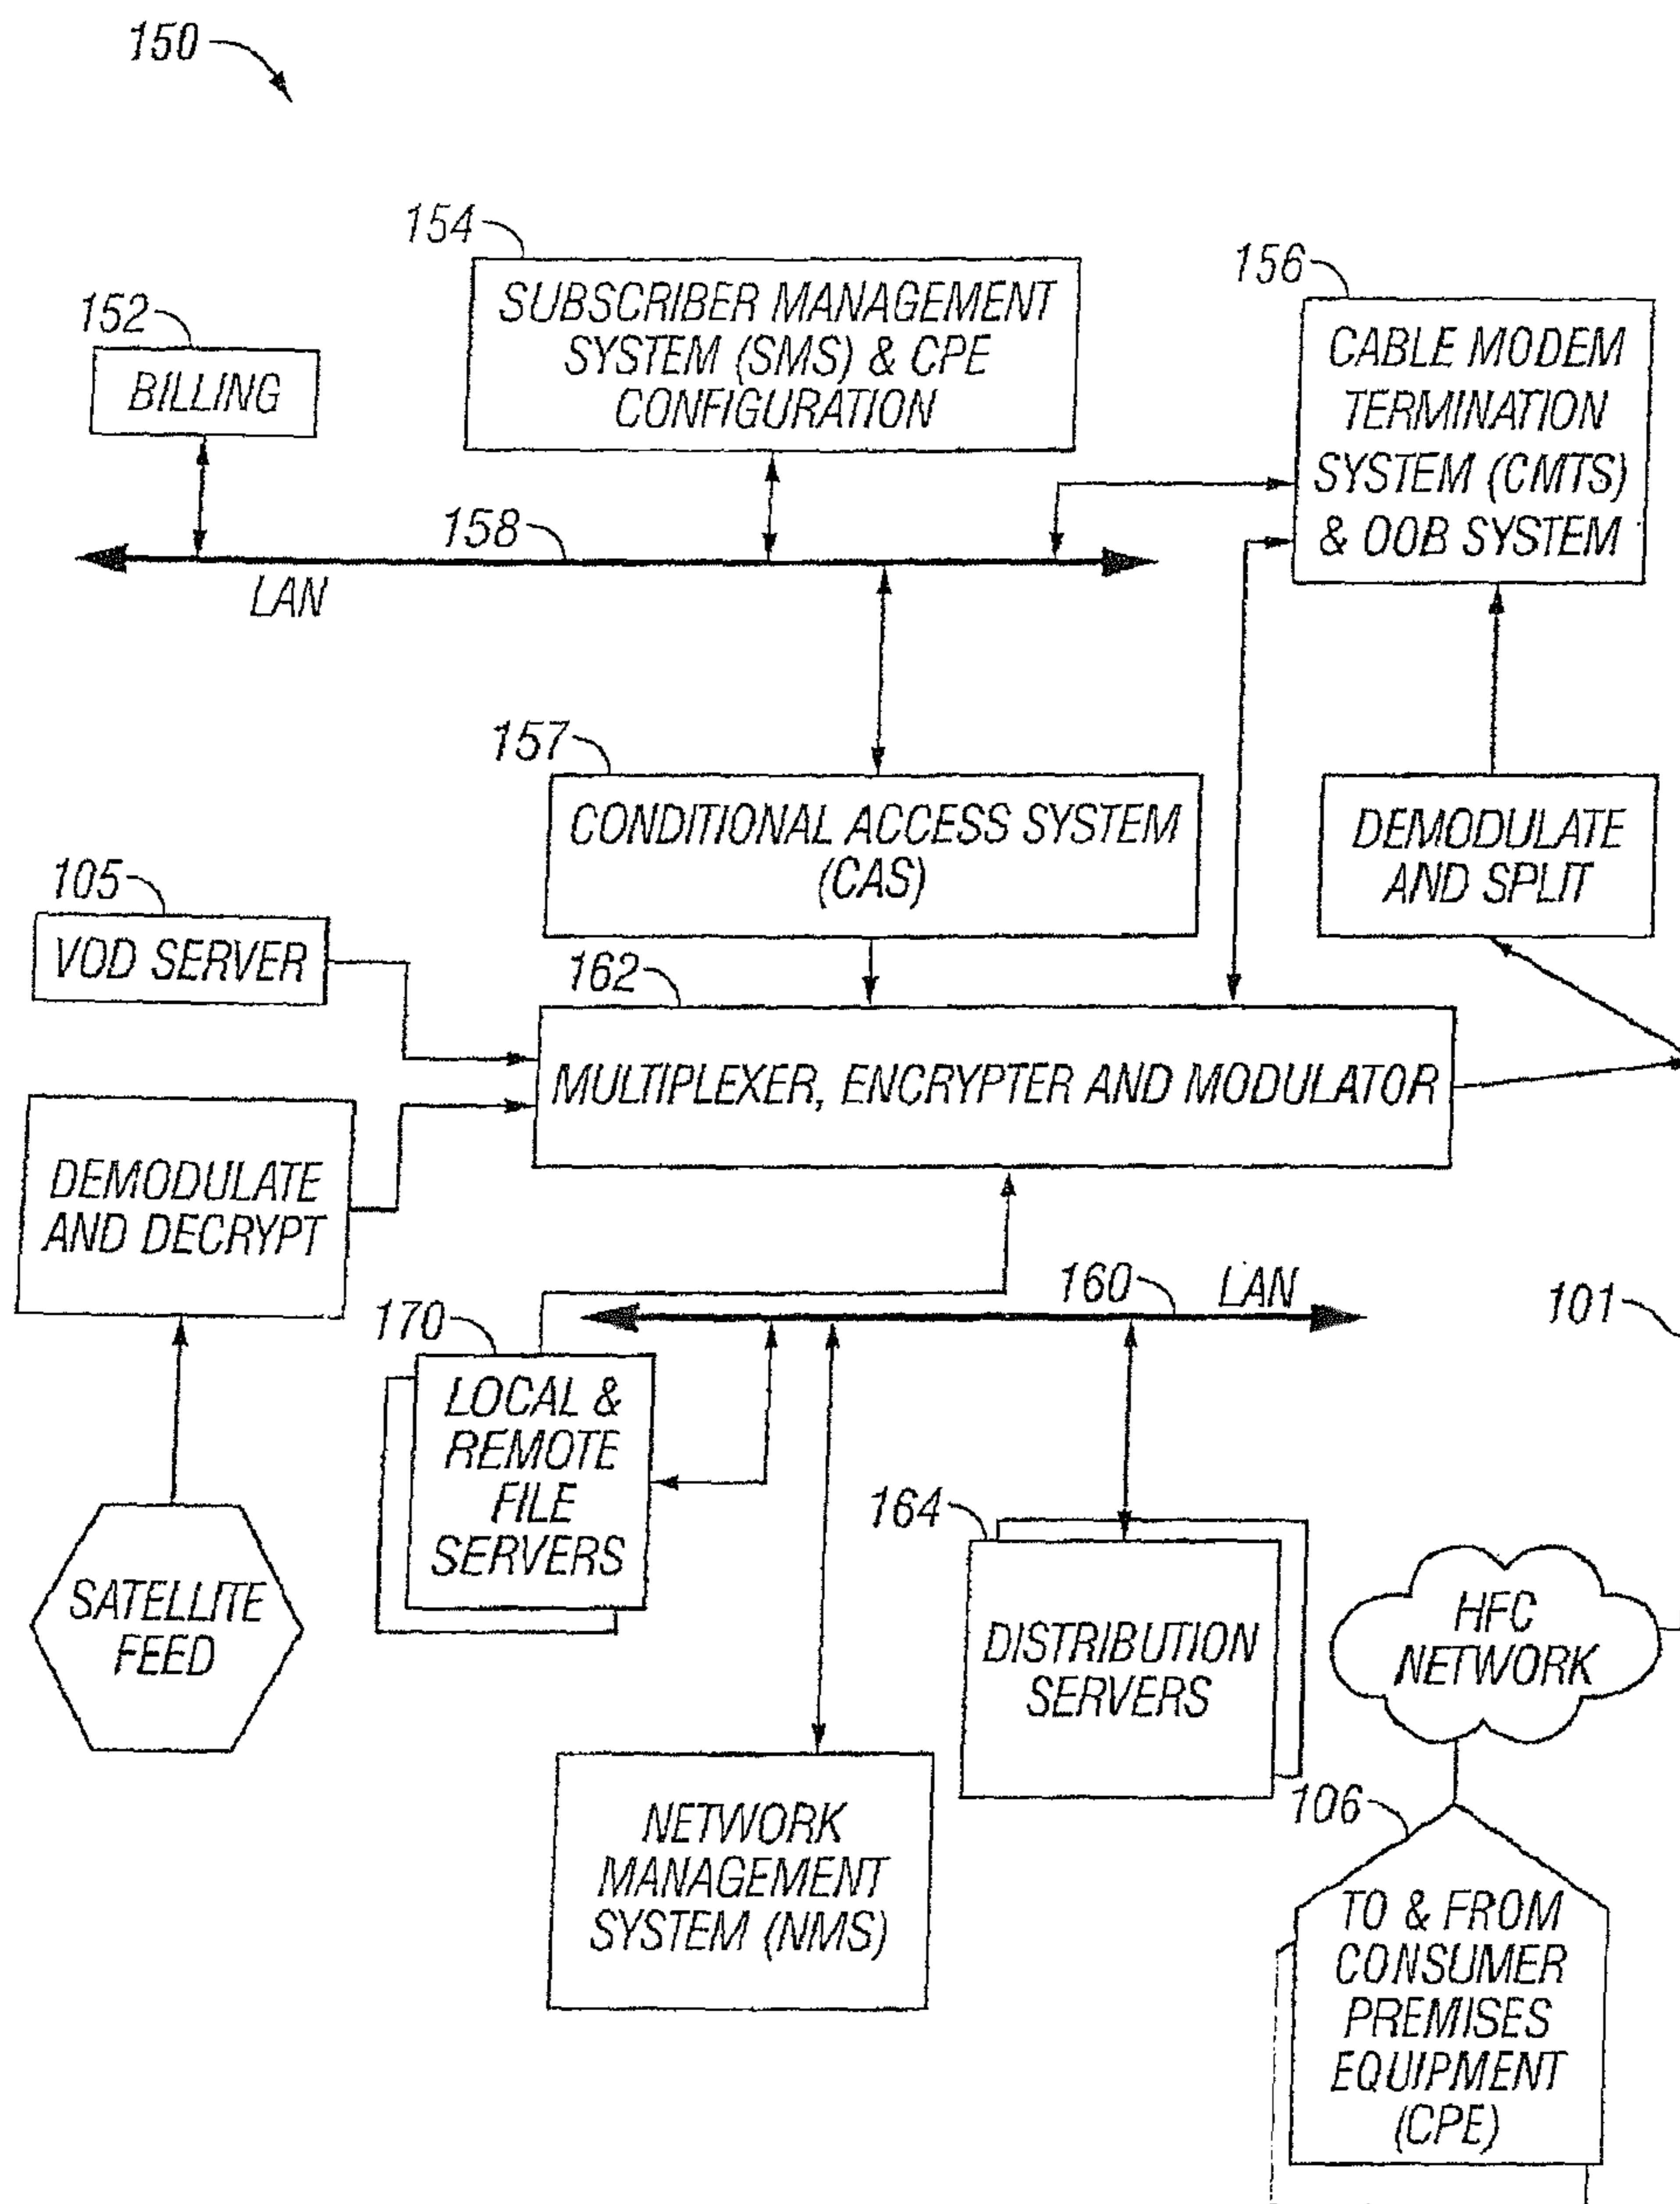 150
154
SUBSCRIBER MANAGEMENT
SYSTEM (SMS) & CPE
CONFIGURATION
156
CABLE MODEM
TERMINATION
SYSTEM (CMTS)
& OOB SYSTEM
152
BILLING
158
LAN
157
CONDITIONAL ACCESS SYSTEM
(CAS)
DEMODULATE
AND SPLIT
105
VOD SERVER
162
MULTIPLEXER, ENCRYPTER AND MODULATOR
DEMODULATE
AND DECRYPT
160
LAN
101
170
LOCAL &
REMOTE
FILE
SERVERS
164
DISTRIBUTION
SERVERS
SATELLITE
FEED
HFC
NETWORK
NETWORK
MANAGEMENT
SYSTEM (NMS)
106
TO & FROM
CONSUMER
PREMISES
EQUIPMENT
(CPE)